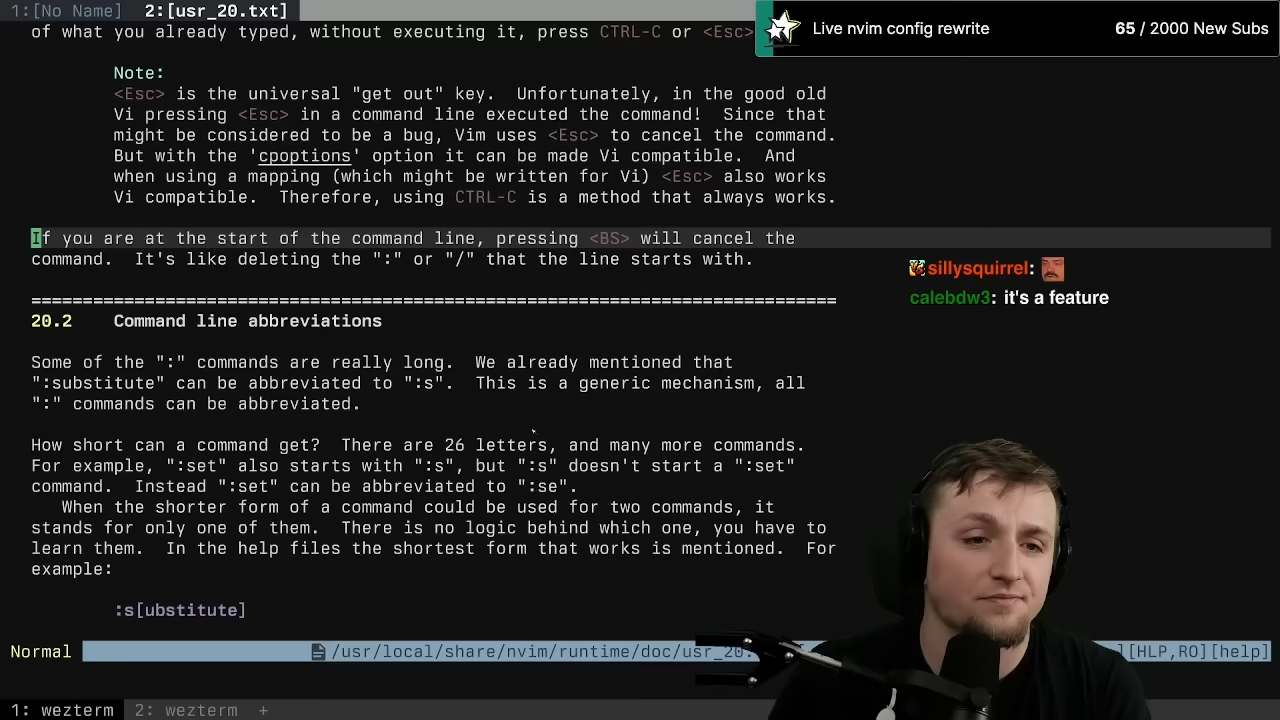 1:[No Name]  2:[usr_20.txt]
Live nvim config rewrite
65 / 2000 New Subs
of what you already typed, without executing it, press CTRL-C or <Esc>
Note:
<Esc> is the universal "get out" key.  Unfortunately, in the good old
Vi pressing <Esc> in a command line executed the command!  Since that
might be considered to be a bug, Vim uses <Esc> to cancel the command.
But with the 'cpoptions' option it can be made Vi compatible.  And
when using a mapping (which might be written for Vi) <Esc> also works
Vi compatible.  Therefore, using CTRL-C is a method that always works.
If you are at the start of the command line, pressing <BS> will cancel the
command.  It's like deleting the ":" or "/" that the line starts with.
sillysquirrel:
calebdw3: it's a feature
==============================================================================
20.2    Command line abbreviations
Some of the ":" commands are really long.  We already mentioned that
":substitute" can be abbreviated to ":s".  This is a generic mechanism, all
":" commands can be abbreviated.
How short can a command get?  There are 26 letters, and many more commands.
For example, ":set" also starts with ":s", but ":s" doesn't start a ":set"
command.  Instead ":set" can be abbreviated to ":se".
When the shorter form of a command could be used for two commands, it
stands for only one of them.  There is no logic behind which one, you have to
learn them.  In the help files the shortest form that works is mentioned.  For
example:
:s[ubstitute]
Normal /usr/local/share/nvim/runtime/doc/usr_20. [HLP,RO][help]
1: wezterm  2: wezterm  +